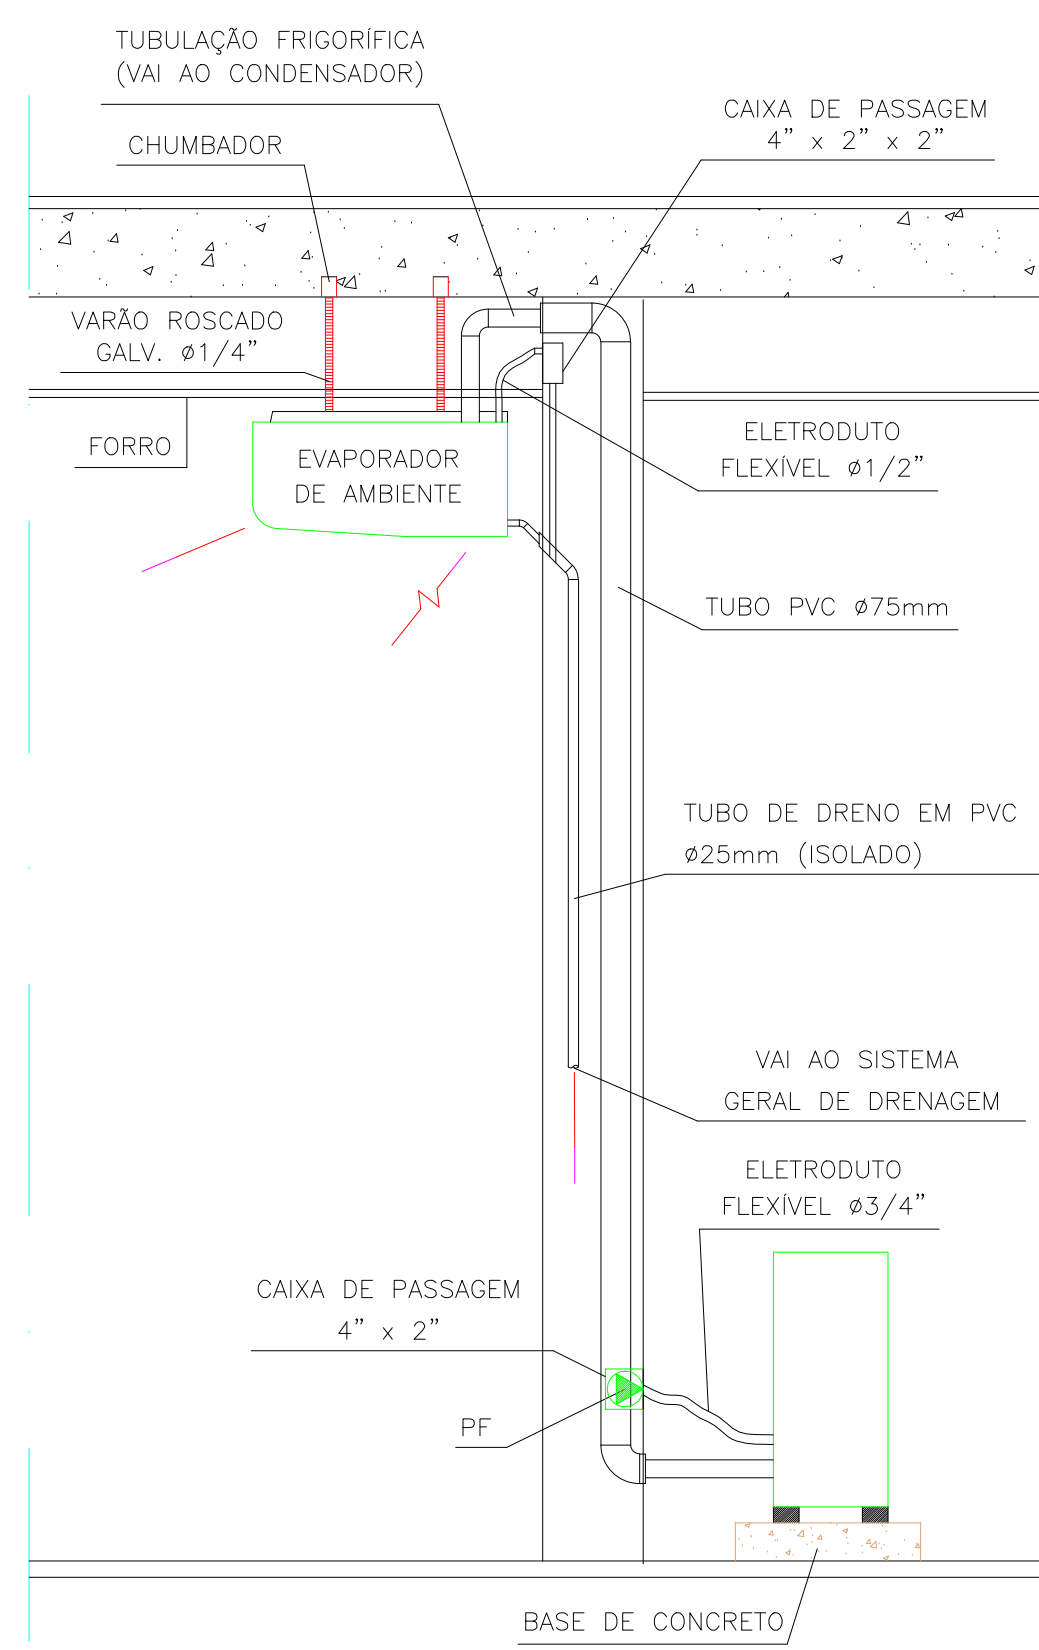 TUBULAÇÃO FRIGORÍFICA
(VAI AO CONDENSADOR)
CAIXA DE PASSAGEM
4” x 2” x 2”
CHUMBADOR
VARÃO ROSCADO
GALV. ø1/4”
FORRO
EVAPORADOR
DE AMBIENTE
ELETRODUTO
FLEXÍVEL ø1/2”
TUBO PVC ø75mm
TUBO DE DRENO EM PVC
ø25mm (ISOLADO)
VAI AO SISTEMA
GERAL DE DRENAGEM
ELETRODUTO
FLEXÍVEL ø3/4”
CAIXA DE PASSAGEM
4” x 2”
PF
BASE DE CONCRETO